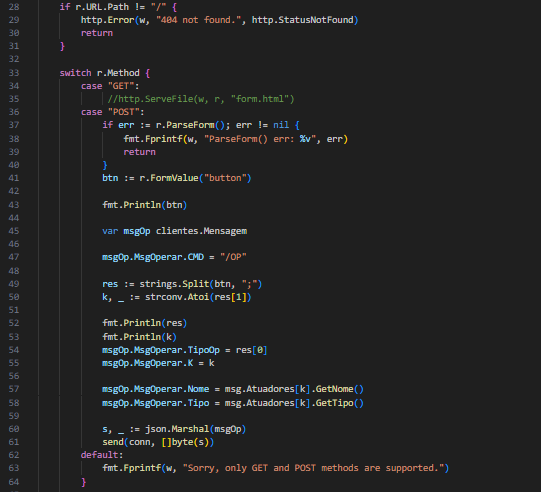 28 if r.URL.Path != "/" {
29 http.Error(w, "404 not found.", http.StatusNotFound)
30 return
31 }
32
33 switch r.Method {
34 case "GET":
35 //http.ServeFile(w, r, "form.html")
36 case "POST":
37 if err := r.ParseForm(); err != nil {
38 fmt.Fprintf(w, "ParseForm() err: %v", err)
39 return
40 }
41 btn := r.FormValue("button")
42
43 fmt.Println(btn)
44
45 var msgOp clientes.Mensagem
46
47 msgOp.MsgOperar.CMD = "/OP"
48
49 res := strings.Split(btn, ";")
50 k, _ := strconv.Atoi(res[1])
51
52 fmt.Println(res)
53 fmt.Println(k)
54 msgOp.MsgOperar.TipoOp = res[0]
55 msgOp.MsgOperar.K = k
56
57 msgOp.MsgOperar.Nome = msg.Atuadores[k].GetNome()
58 msgOp.MsgOperar.Tipo = msg.Atuadores[k].GetTipo()
59
60 s, _ := json.Marshal(msgOp)
61 send(conn, []byte(s))
62 default:
63 fmt.Fprintf(w, "Sorry, only GET and POST methods are supported.")
64 }